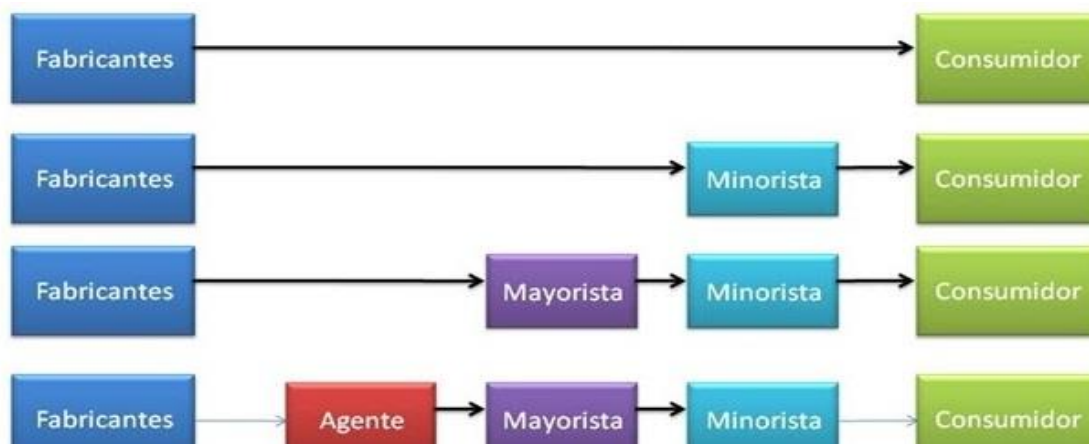 Fabricantes Consumidor
Fabricantes Minorista Consumidor
Fabricantes Mayorista Minorista Consumidor
Fabricantes Agente Mayorista Minorista Consumidor